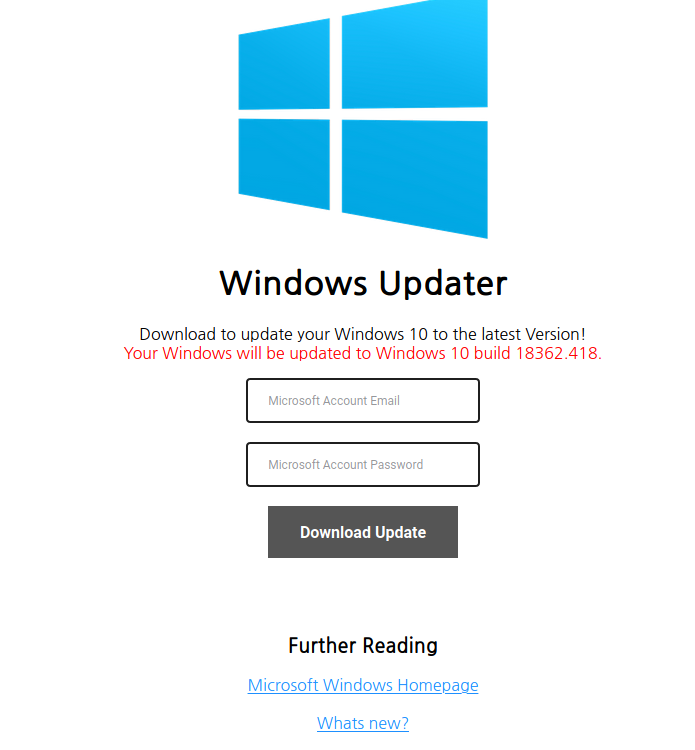 Windows Updater
Download to update your Windows 10 to the latest Version!
Your Windows will be updated to Windows 10 build 18362.418.
Microsoft Account Email
Microsoft Account Password
Download Update
Further Reading
Microsoft Windows Homepage
Whats new?